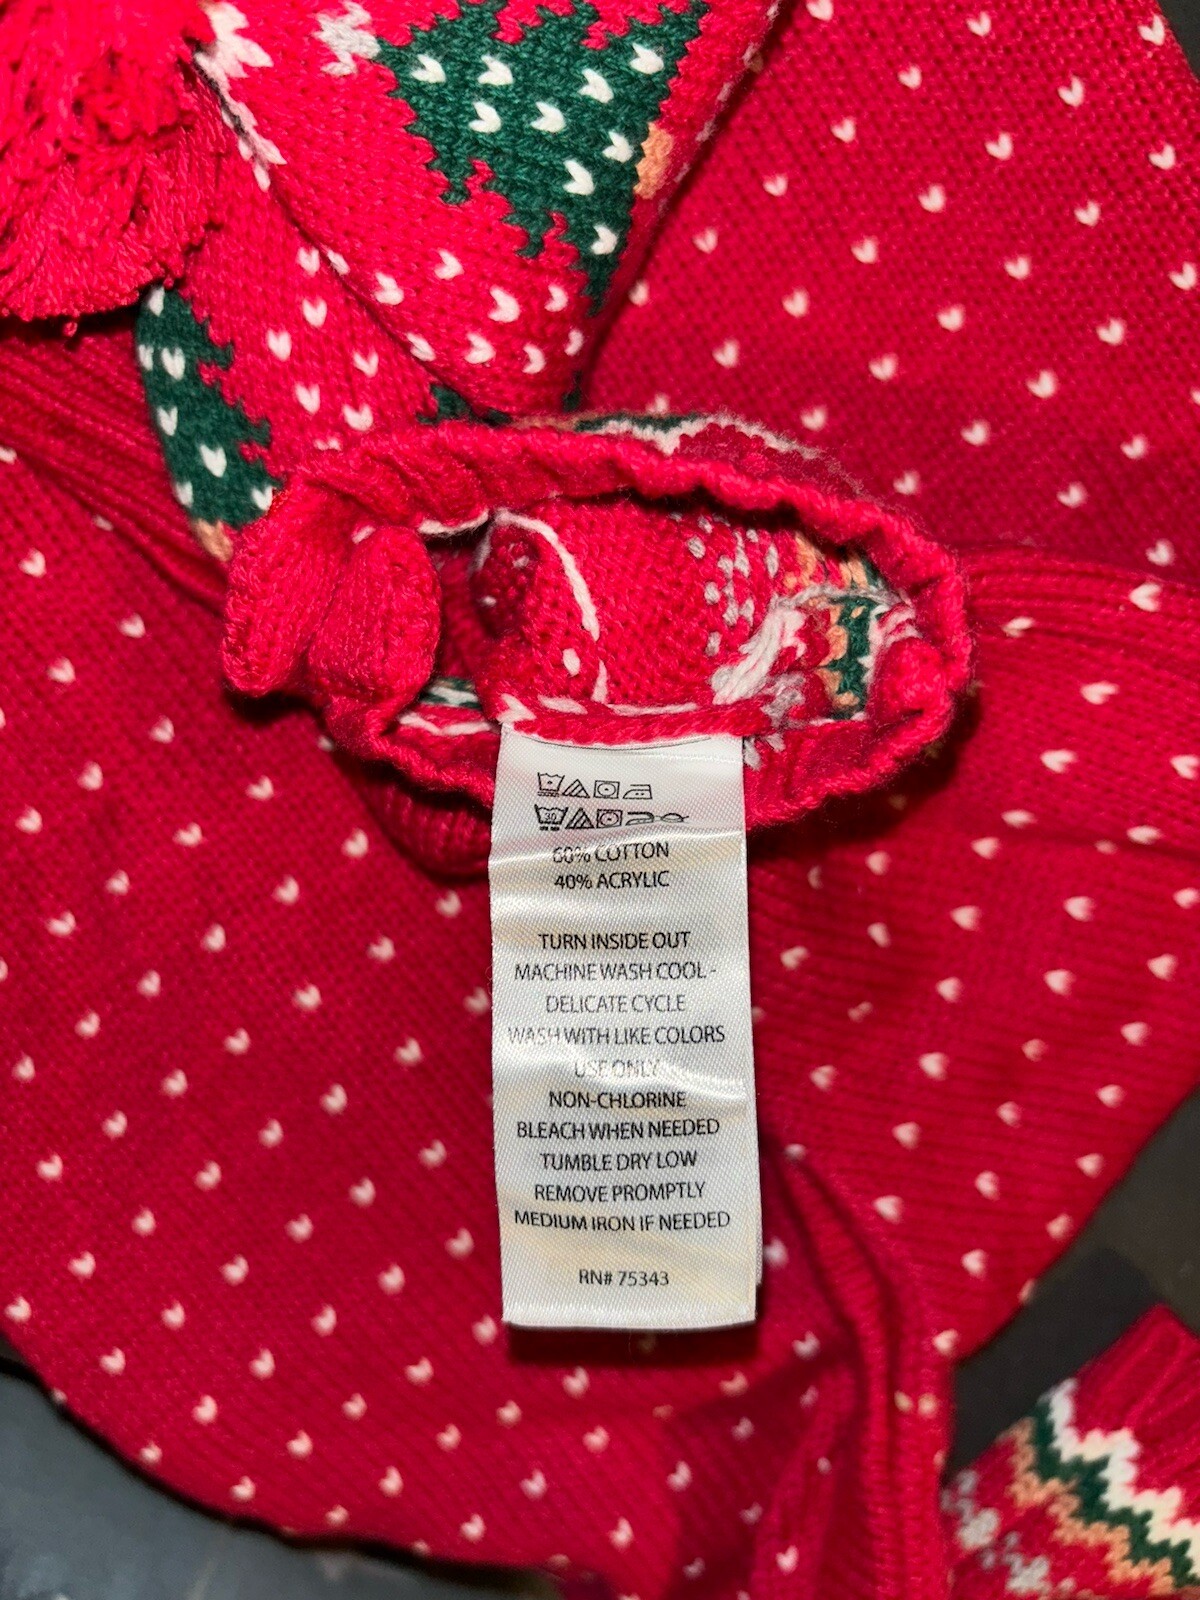 30
60% COTTON
40% ACRYLIC
TURN INSIDE OUT
MACHINE WASH COOL -
DELICATE CYCLE
WASH WITH LIKE COLORS
USE ONLY
NON-CHLORINE
BLEACH WHEN NEEDED
TUMBLE DRY LOW
REMOVE PROMPTLY
MEDIUM IRON IF NEEDED
RN# 75343